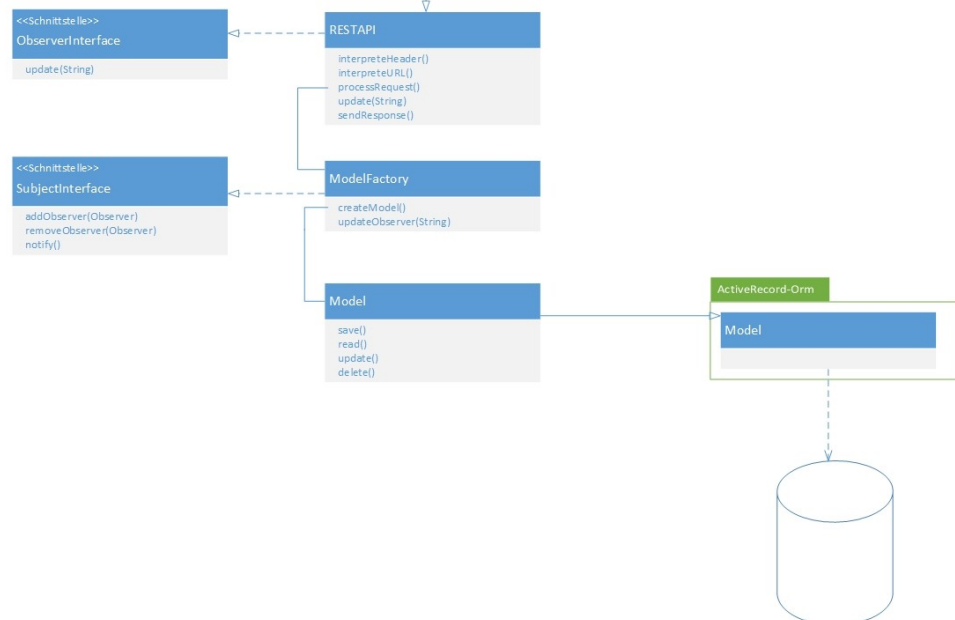 <<Schnittstelle>>
ObserverInterface
update(String)
RESTAPI
interpreteHeader()
interpreteURL()
processRequest()
update(String)
sendResponse()
<<Schnittstelle>>
SubjectInterface
addObserver(Observer)
removeObserver(Observer)
notify()
ModelFactory
createModel()
updateObserver(String)
Model
save()
read()
update()
delete()
ActiveRecord-Orm
Model